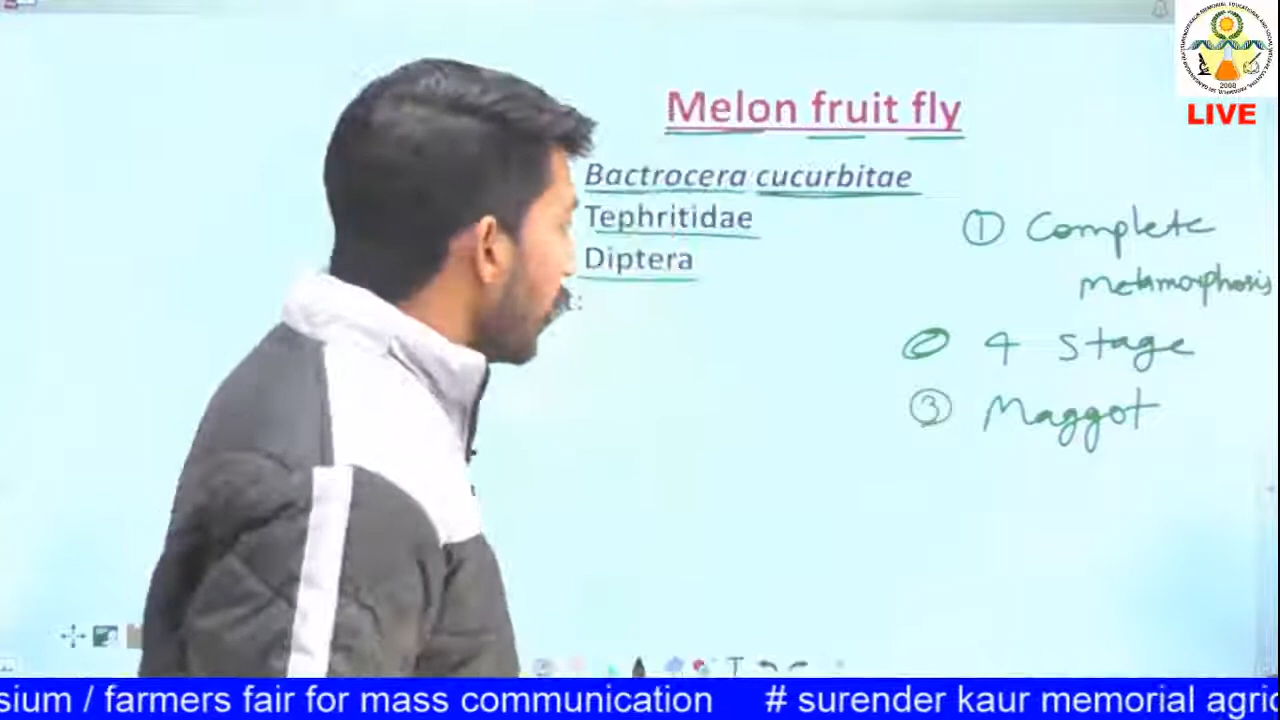 LIVE
Melon fruit fly
Bactrocera cucurbitae
Tephritidae
Diptera
① Complete
metamorphosis
4 stage
③ Maggot
2008
sium / farmers fair for mass communication # surender kaur memorial agric